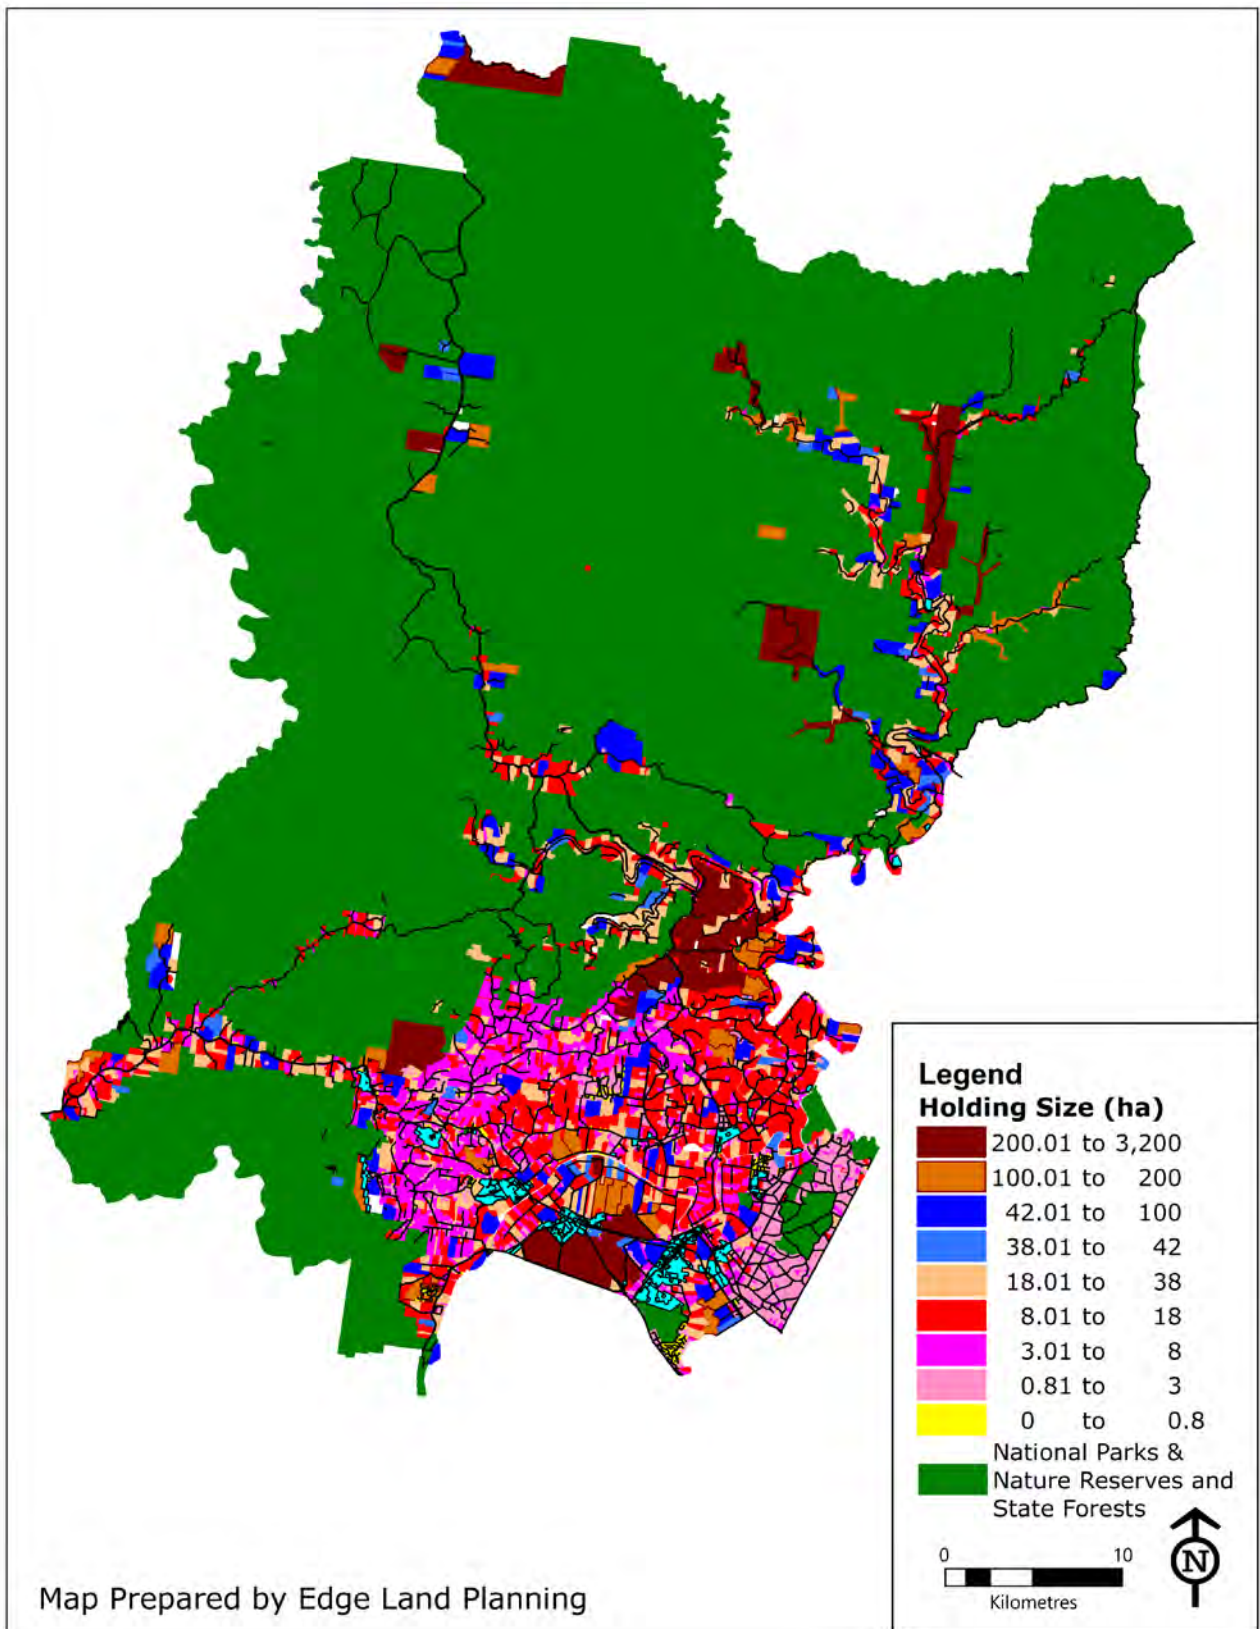 Legend
Holding Size (ha)
200.01 to 3,200
100.01 to 200
42.01 to 100
38.01 to 42
18.01 to 38
8.01 to 18
3.01 to 8
0.81 to 3
0 to 0.8
National Parks &
Nature Reserves and
State Forests
0 10
Kilometres
N
Map Prepared by Edge Land Planning